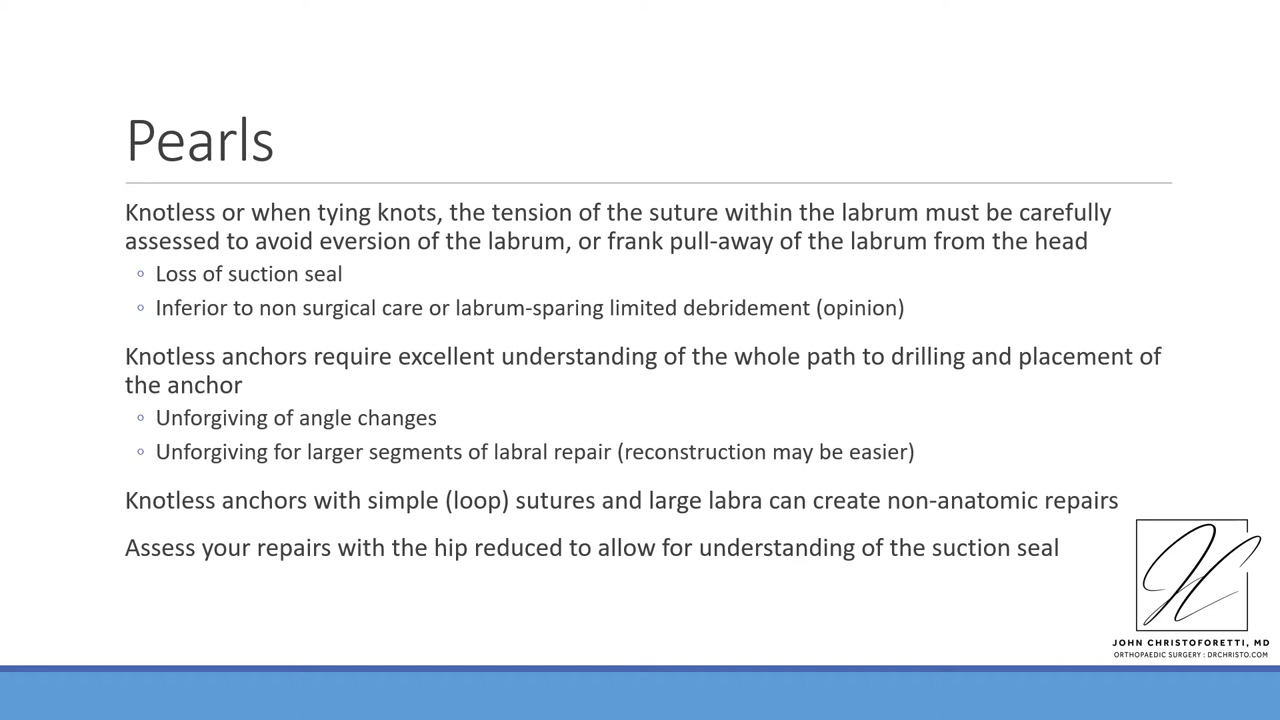 Pearls
Knotless or when tying knots, the tension of the suture within the labrum must be carefully
assessed to avoid eversion of the labrum, or frank pull-away of the labrum from the head
◦ Loss of suction seal
◦ Inferior to non surgical care or labrum-sparing limited debridement (opinion)
Knotless anchors require excellent understanding of the whole path to drilling and placement of
the anchor
◦ Unforgiving of angle changes
◦ Unforgiving for larger segments of labral repair (reconstruction may be easier)
Knotless anchors with simple (loop) sutures and large labra can create non-anatomic repairs
Assess your repairs with the hip reduced to allow for understanding of the suction seal
JOHN CHRISTOFORETTI, MD
ORTHOPAEDIC SURGERY : DRCHRISTO.COM